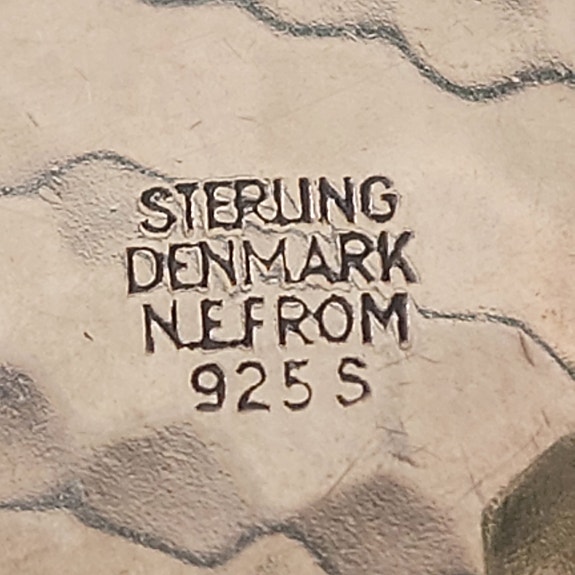 STERLING
DENMARK
N.E.FROM
925 S